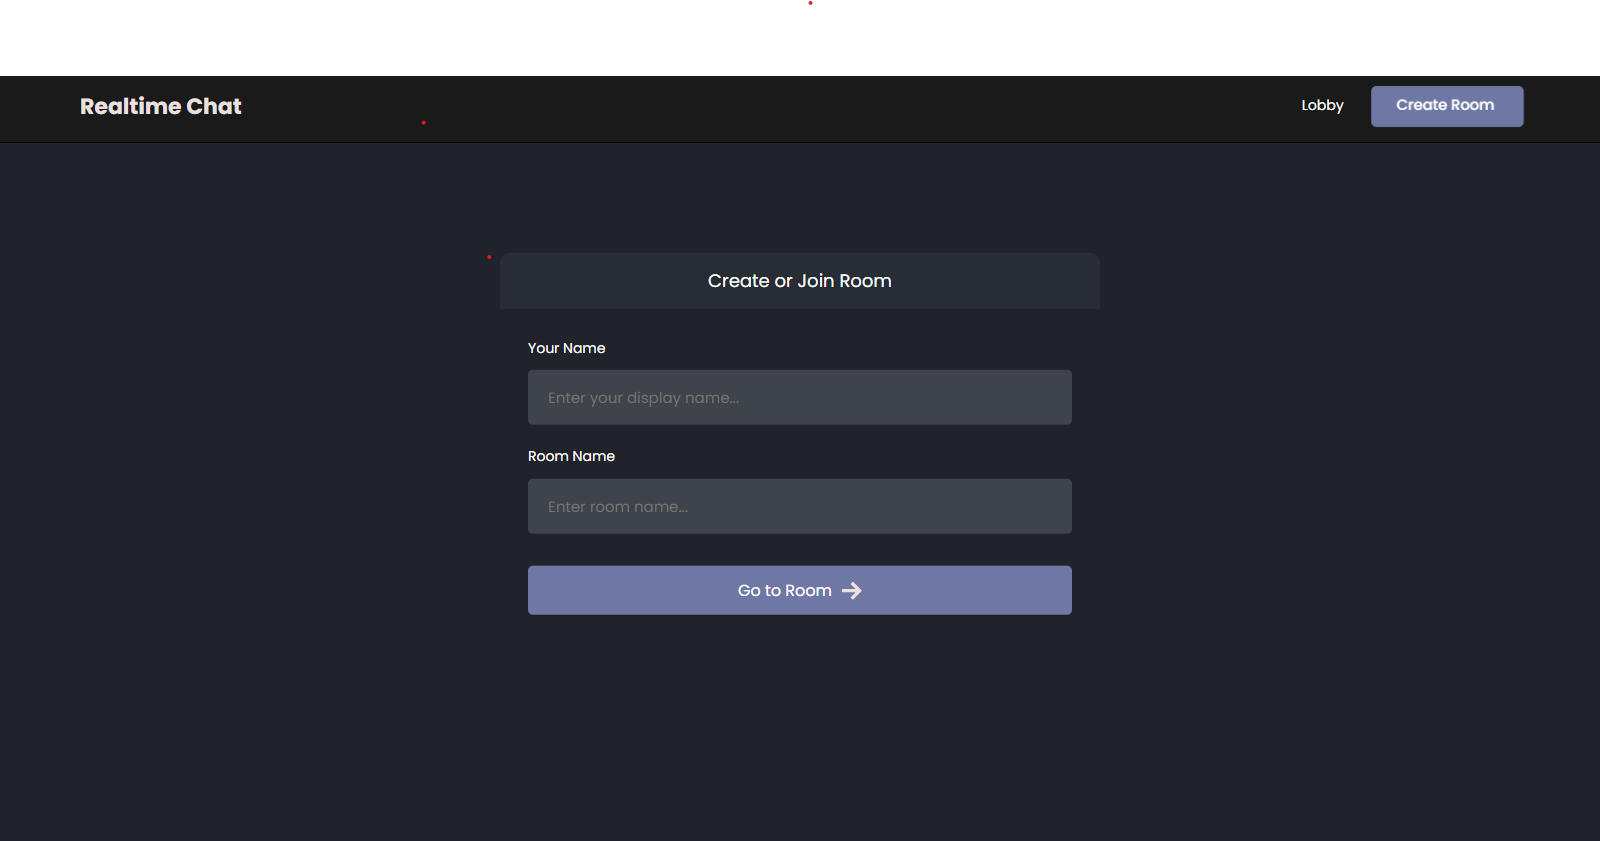 Realtime Chat
Lobby
Create Room
Create or Join Room
Your Name
Enter your display name...
Room Name
Enter room name...
Go to Room